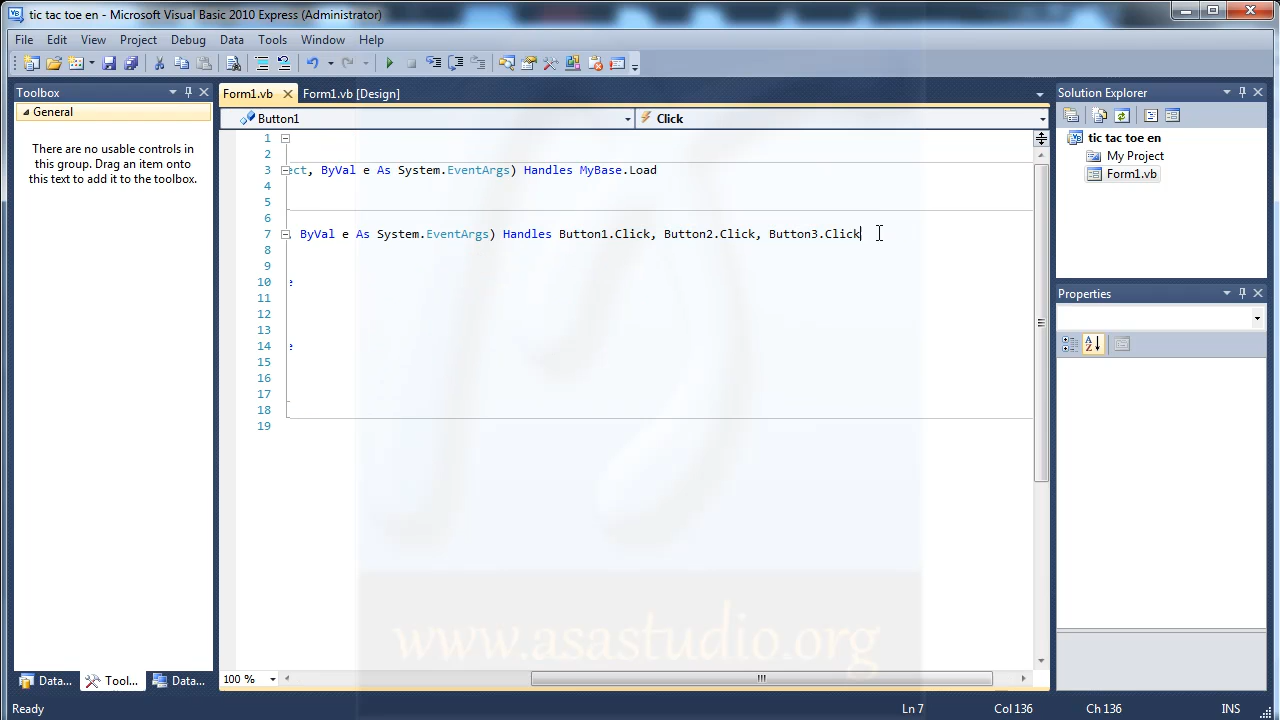 tic tac toe en - Microsoft Visual Basic 2010 Express (Administrator)
File Edit View Project Debug Data Tools Window Help
Toolbox
General
There are no usable controls in
this group. Drag an item onto
this text to add it to the toolbox.
Data...
Tool...
Data...
Form1.vb
Form1.vb [Design]
Button1
Click
1
2
3 ect, ByVal e As System.EventArgs) Handles MyBase.Load
4
5
6
7 ByVal e As System.EventArgs) Handles Button1.Click, Button2.Click, Button3.Click
8
9
10 e
11
12
13
14 e
15
16
17
18
19
100 %
www.asastudio.org
Solution Explorer
tic tac toe en
My Project
Form1.vb
Properties
Ready
Ln 7
Col 136
Ch 136
INS